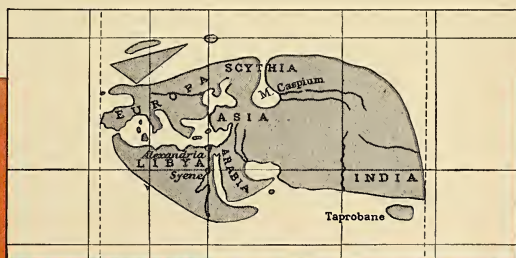 SCYTHIA
EUROPA
M. Caspium
ASIA
Alexandria
LIBYA
Syene
ARABIA
INDIA
Taprobane